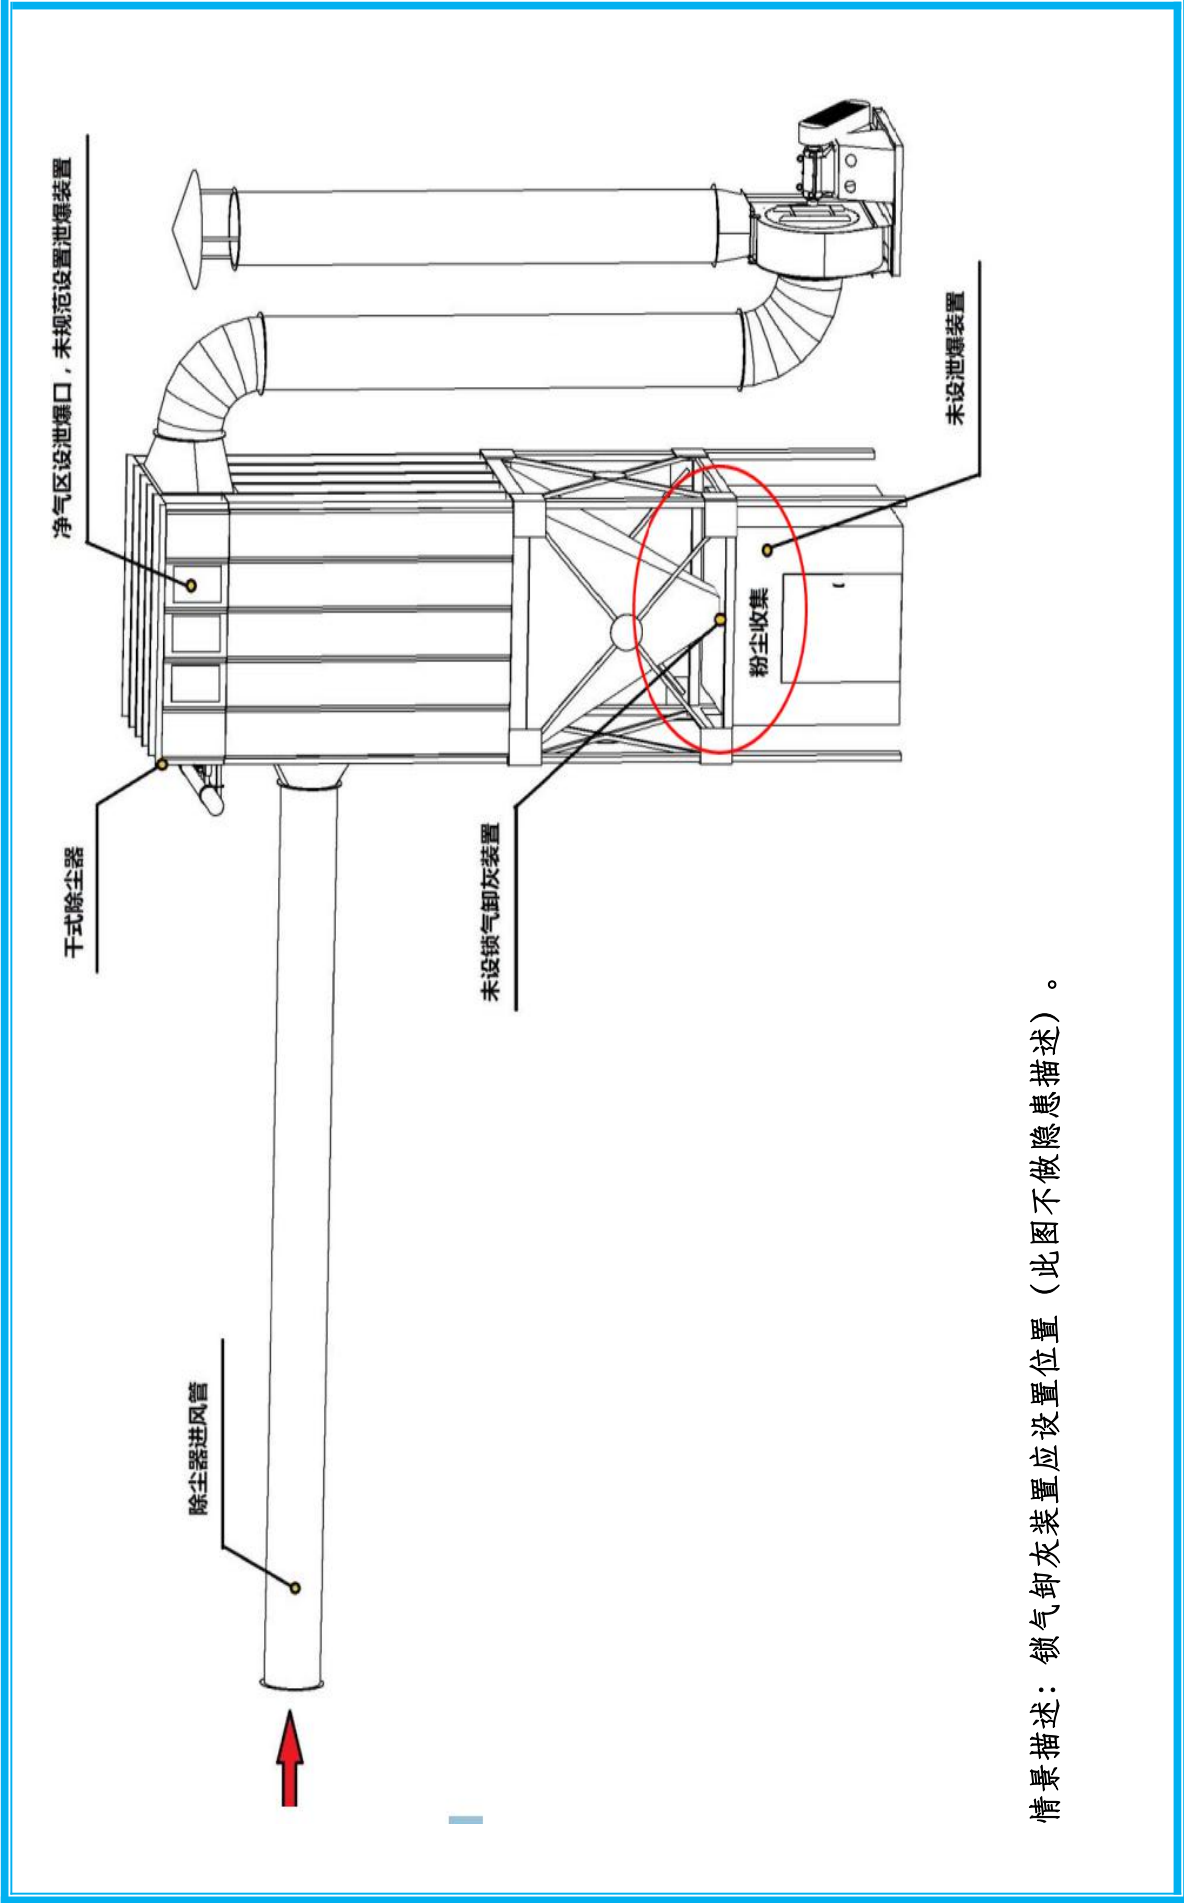 净气区设泄爆口，未规范设置泄爆装置
干式除尘器
除尘器进风管
未设锁气卸灰装置
粉尘收集
未设泄爆装置
情景描述：锁气卸灰装置应设置位置（此图不做隐患描述）。